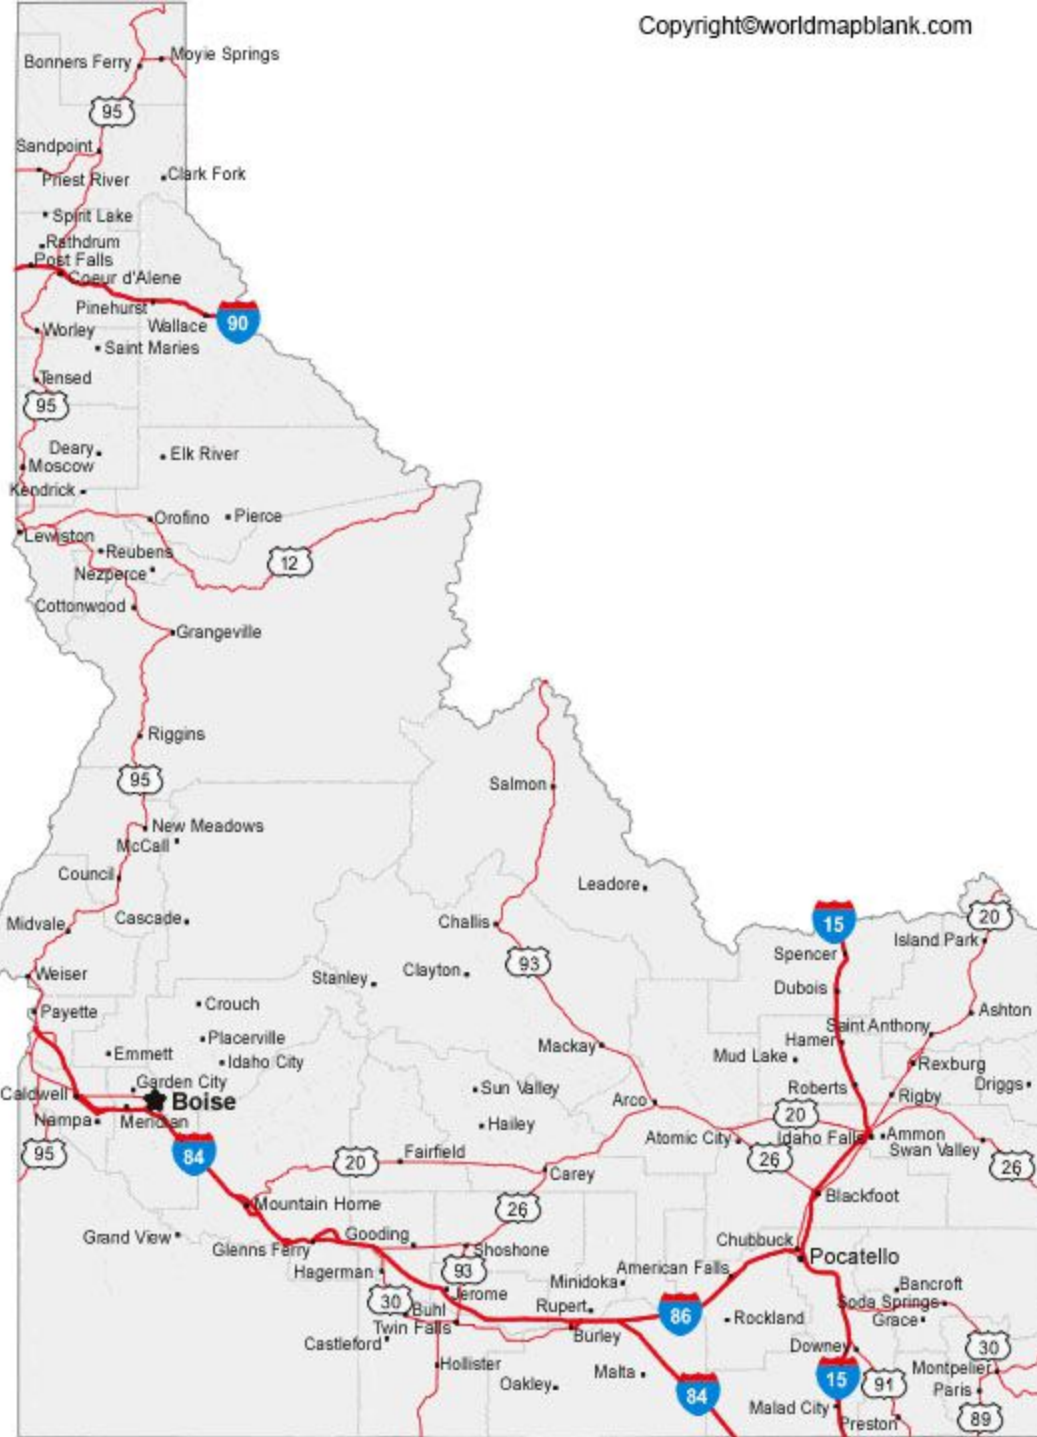 Copyright©worldmapblank.com
Bonners Ferry
Moyie Springs
95
Sandpoint
Priest River
Clark Fork
Spirit Lake
Rathdrum
Post Falls
Coeur d'Alene
Pinehurst
Wallace
90
Worley
Saint Maries
Tensed
95
Deary
Elk River
Moscow
Kendrick
Orofino
Pierce
Lewiston
Reubens
12
Nezperce
Cottonwood
Grangeville
Riggins
95
Salmon
New Meadows
McCall
Council
Leadore
Midvale
Cascade
Challis
15
20
Island Park
Spencer
93
Weiser
Stanley
Clayton
Dubois
Payette
Crouch
Ashton
Saint Anthony
Placerville
Hamer
Emmett
Idaho City
Mackay
Mud Lake
Rexburg
Garden City
Sun Valley
Roberts
Driggs
Caldwell
Boise
Arco
Rigby
Nampa
Meridian
Hailey
20
Atomic City
Idaho Falls
Ammon
Swan Valley
95
84
20
Fairfield
26
26
Carey
Mountain Home
26
Blackfoot
Grand View
Glenns Ferry
Gooding
Shoshone
Chubbuck
Pocatello
Hagerman
93
American Falls
Minidoka
Bancroft
30
Jerome
Buhl
Rupert
86
Soda Springs
Rockland
Grace
Twin Falls
Burley
Castleford
Downey
30
Hollister
Malta
Montpelier
Oakley
84
15
91
Paris
Malad City
Preston
89